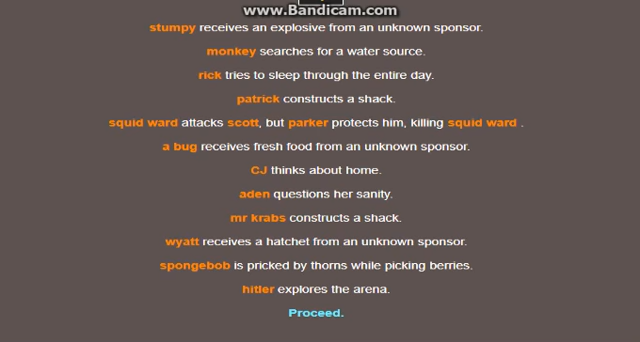 www.Bandicam.com
stumpy receives an explosive from an unknown sponsor.
monkey searches for a water source.
rick tries to sleep through the entire day.
patrick constructs a shack.
squid ward attacks scott, but parker protects him, killing squid ward .
a bug receives fresh food from an unknown sponsor.
CJ thinks about home.
aden questions her sanity.
mr krabs constructs a shack.
wyatt receives a hatchet from an unknown sponsor.
spongebob is pricked by thorns while picking berries.
hitler explores the arena.
Proceed.